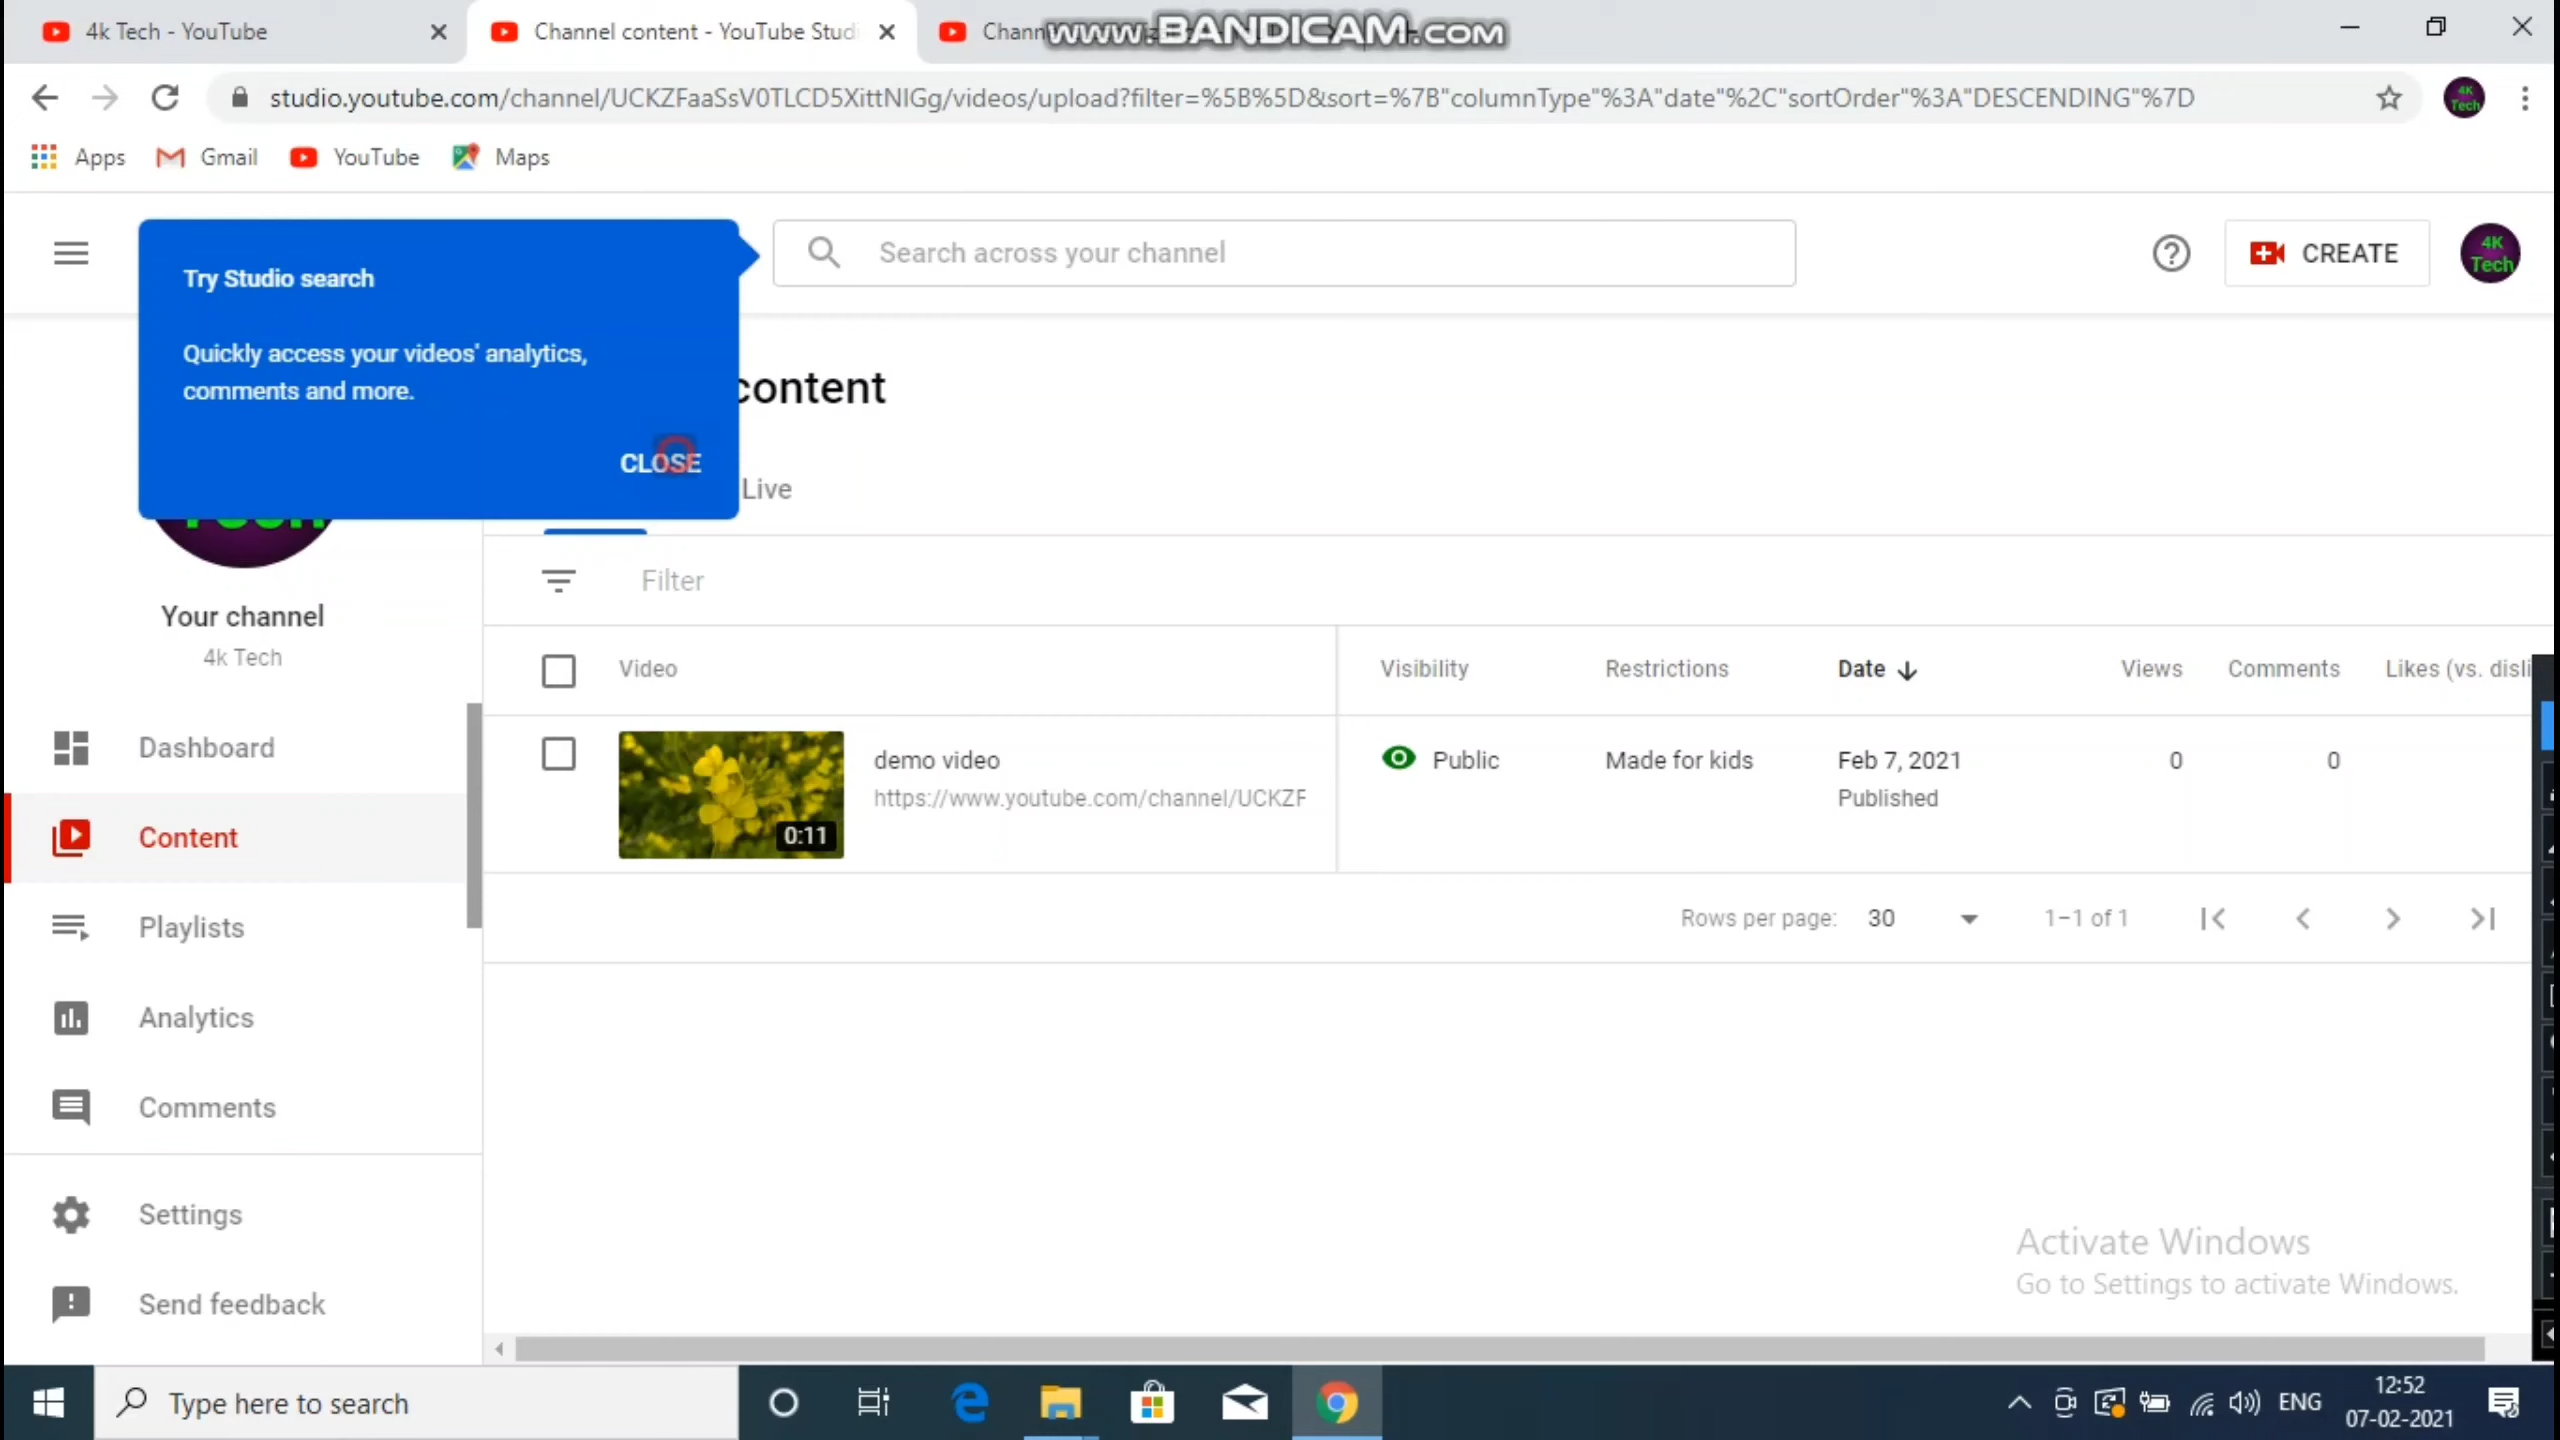 4k Tech - YouTube
Channel content - YouTube Studi
Chann
www.BANDICAM.com
studio.youtube.com/channel/UCKZFaaSsV0TLCD5XittNIGg/videos/upload?filter=%5B%5D&sort=%7B"columnType"%3A"date"%2C"sortOrder"%3A"DESCENDING"%7D
4K Tech
Apps
Gmail
YouTube
Maps
Try Studio search
Quickly access your videos' analytics,
comments and more.
CLOSE
Search across your channel
CREATE
4K
Tech
content
Live
Filter
Your channel
4k Tech
Video
Visibility
Restrictions
Date
Views
Comments
Likes (vs. disli
demo video
https://www.youtube.com/channel/UCKZF
0:11
Public
Made for kids
Feb 7, 2021
Published
0
0
Rows per page:
30
1–1 of 1
Dashboard
Content
Playlists
Analytics
Comments
Settings
Send feedback
Activate Windows
Go to Settings to activate Windows.
Type here to search
ENG
12:52
07-02-2021